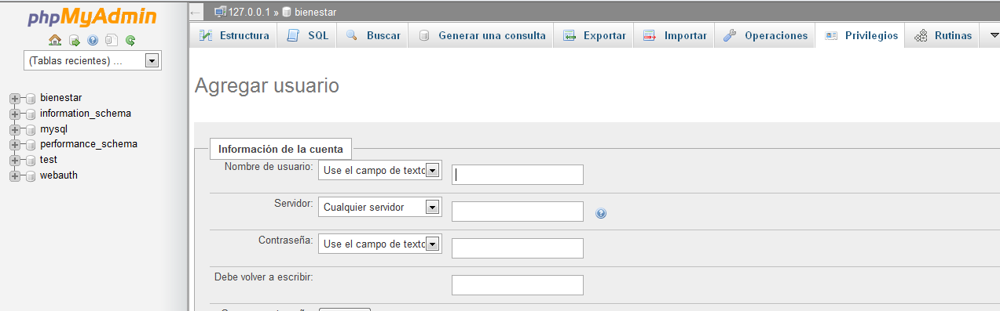 phpMyAdmin
(Tablas recientes) ...
bienestar
information_schema
mysql
performance_schema
test
webauth
127.0.0.1 » bienestar
Estructura SQL Buscar Generar una consulta Exportar Importar Operaciones Privilegios Rutinas
Agregar usuario
Información de la cuenta
Nombre de usuario: Use el campo de texto
Servidor: Cualquier servidor
Contraseña: Use el campo de texto
Debe volver a escribir: